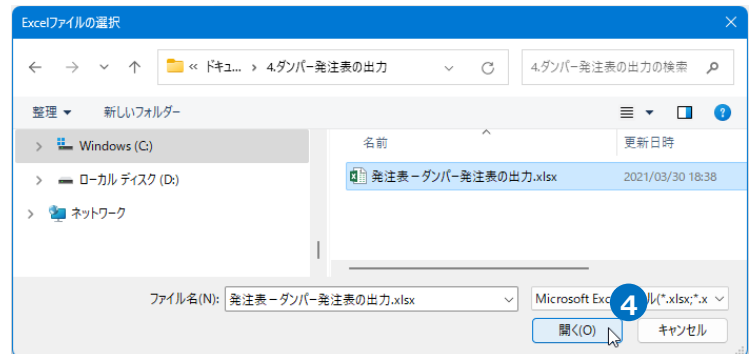 Excelファイルの選択
« ドキュ... › 4.ダンパー発注表の出力
4.ダンパー発注表の出力の検索
整理 新しいフォルダー
Windows (C:)
ローカル ディスク (D:)
ネットワーク
名前 更新日時
発注表－ダンパー発注表の出力.xlsx 2021/03/30 18:38
ファイル名(N): 発注表－ダンパー発注表の出力.xlsx
Microsoft Exc ル(*.xlsx;*.x
4
開く(O) キャンセル